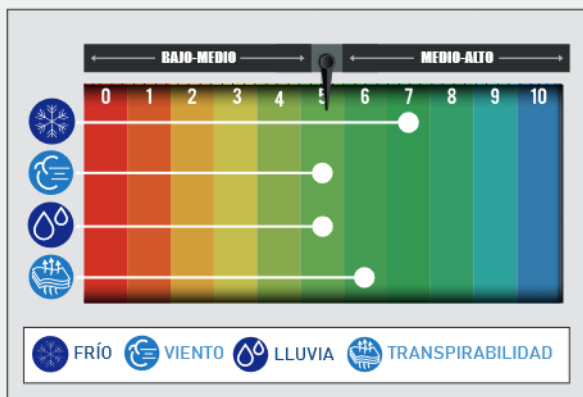 BAJO-MEDIO MEDIO-ALTO
0 1 2 3 4 5 6 7 8 9 10
FRÍO VIENTO LLUVIA TRANSPIRABILIDAD